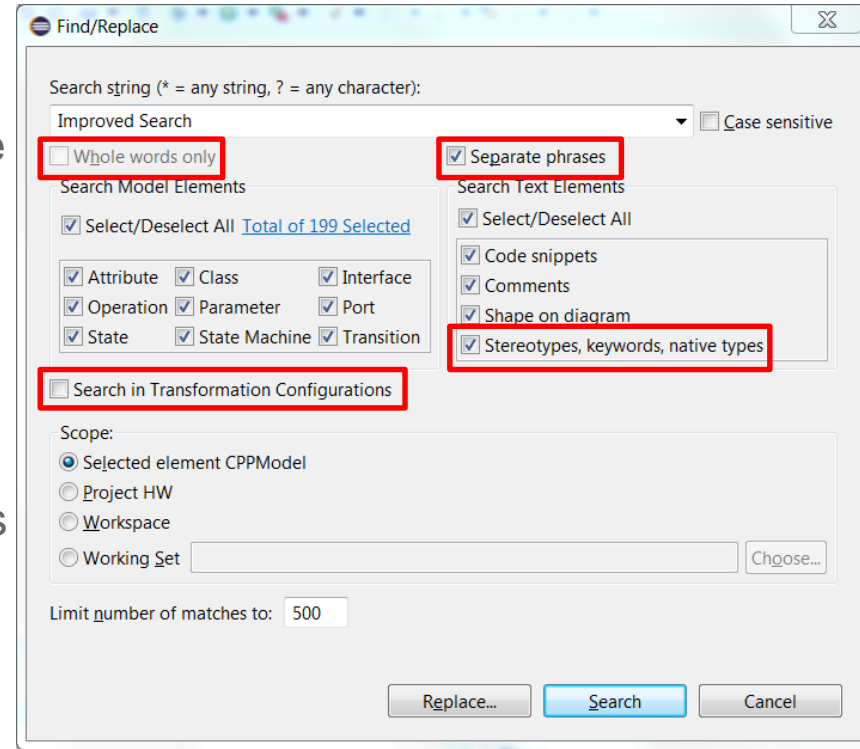 Find/Replace
Search string (* = any string, ? = any character):
Improved Search
Case sensitive
Whole words only
Separate phrases
Search Model Elements
Select/Deselect All Total of 199 Selected
Attribute Class Interface
Operation Parameter Port
State State Machine Transition
Search Text Elements
Select/Deselect All
Code snippets
Comments
Shape on diagram
Stereotypes, keywords, native types
Search in Transformation Configurations
Scope:
Selected element CPPModel
Project HW
Workspace
Working Set Choose...
Limit number of matches to: 500
Replace... Search Cancel